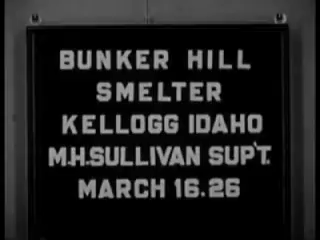 BUNKER HILL
SMELTER
KELLOGG IDAHO
M.H.SULLIVAN SUP'T.
MARCH 16.26